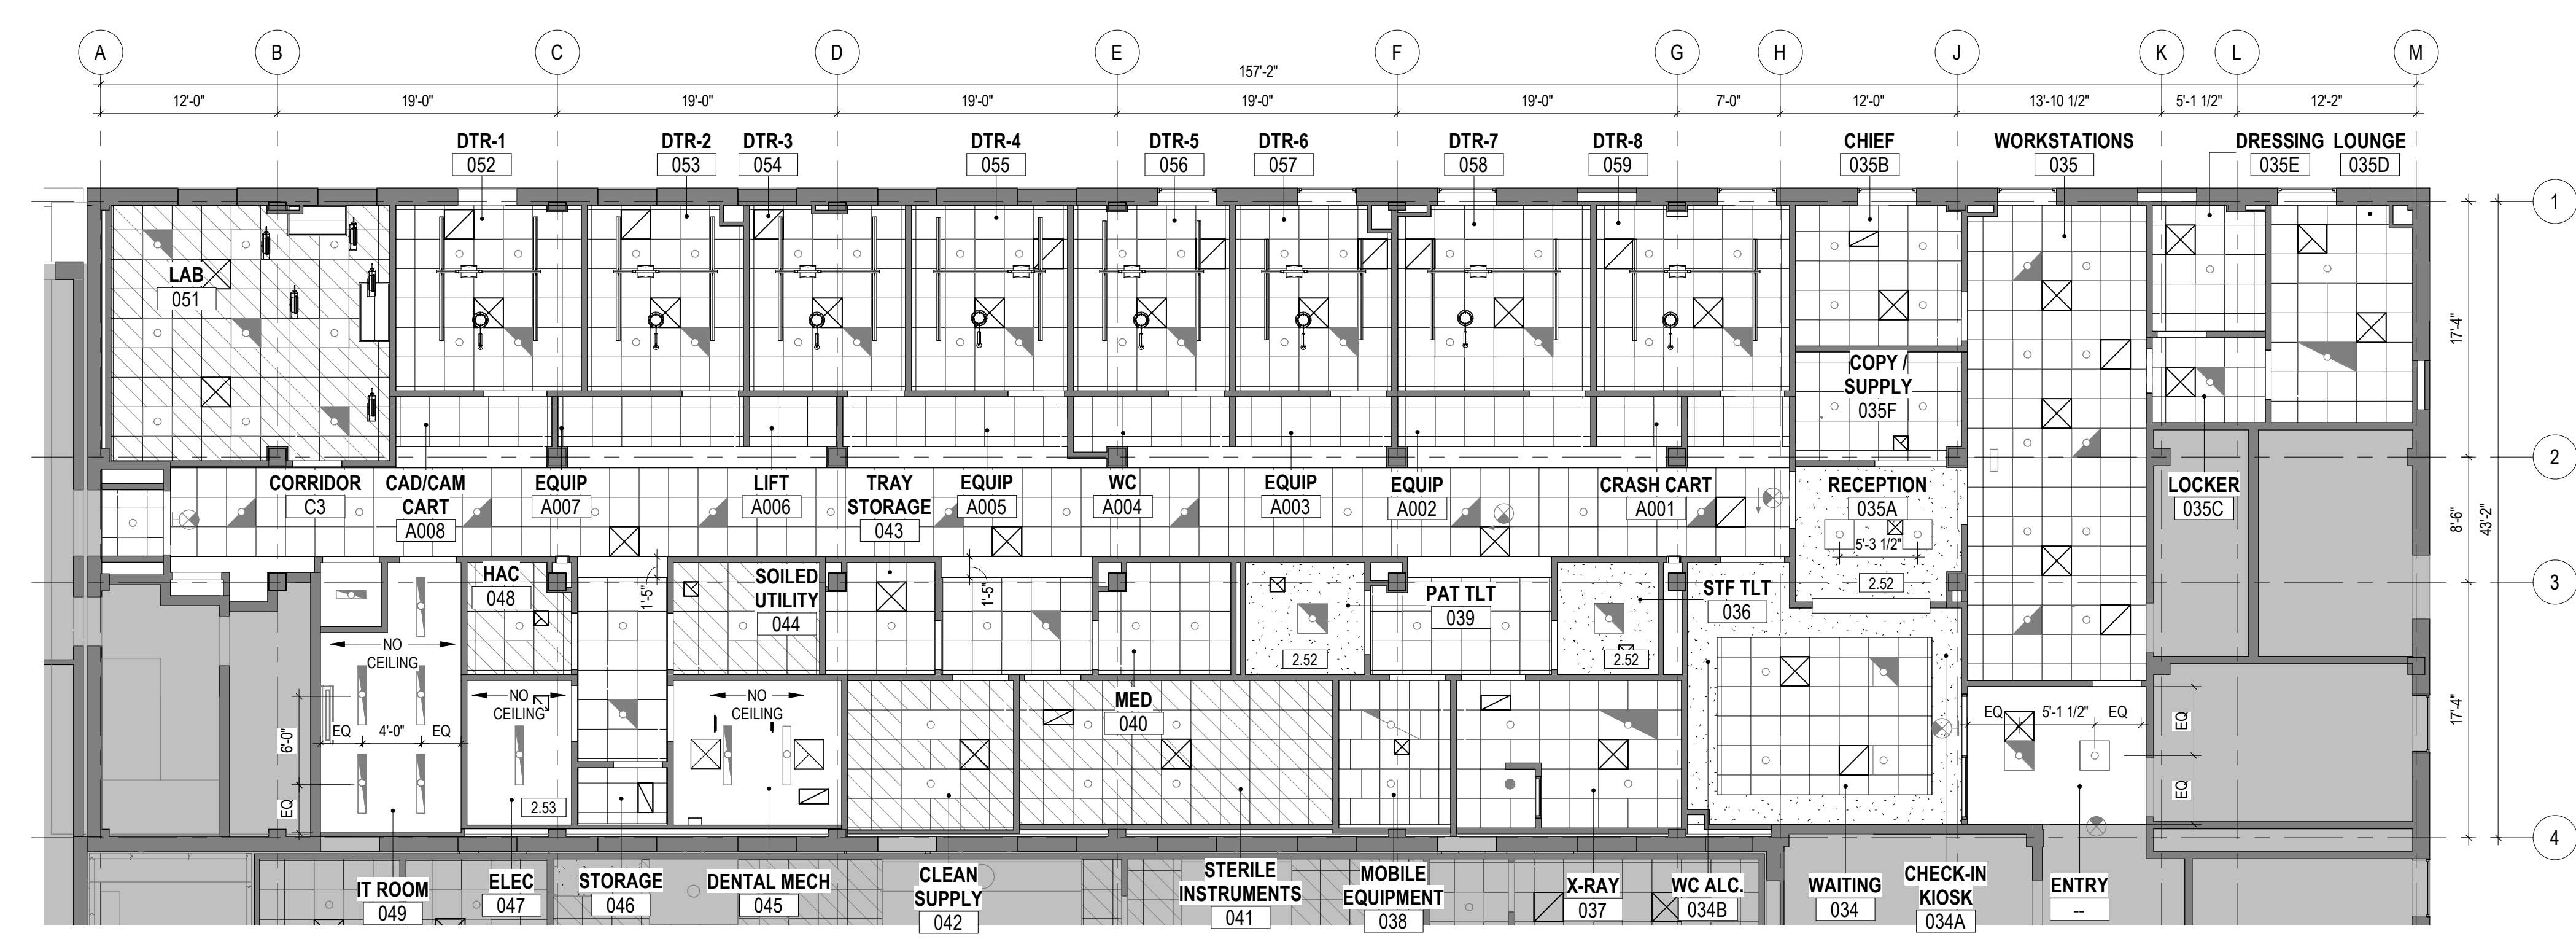 A B C D E F G H J K L M
157'-2"
12'-0" 19'-0" 19'-0" 19'-0" 19'-0" 19'-0" 7'-0" 12'-0" 13'-10 1/2" 5'-1 1/2" 12'-2"
DTR-1 DTR-2 DTR-3 DTR-4 DTR-5 DTR-6 DTR-7 DTR-8 CHIEF WORKSTATIONS DRESSING LOUNGE
052 053 054 055 056 057 058 059 035B 035 035E 035D
1
LAB
051
17'-4"
COPY /
SUPPLY
035F
2
CORRIDOR
C3
CAD/CAM
CART
A008
EQUIP
A007
LIFT
A006
TRAY
STORAGE
043
EQUIP
A005
WC
A004
EQUIP
A003
EQUIP
A002
CRASH CART
A001
RECEPTION
035A
5'-3 1/2"
2.52
LOCKER
035C
8'-6"
43'-2"
3
HAC
048
1'-5"
SOILED
UTILITY
044
1'-5"
2.52
PAT TLT
039
2.52
STF TLT
036
NO
CEILING
NO
CEILING
NO
CEILING
MED
040
EQ 4'-0" EQ
6'-0"
EQ
2.53
EQ 5'-1 1/2" EQ
EQ
EQ
17'-4"
4
IT ROOM
049
ELEC
047
STORAGE
046
DENTAL MECH
045
CLEAN
SUPPLY
042
STERILE
INSTRUMENTS
041
MOBILE
EQUIPMENT
038
X-RAY
037
WC ALC.
034B
WAITING
034
CHECK-IN
KIOSK
034A
ENTRY
--